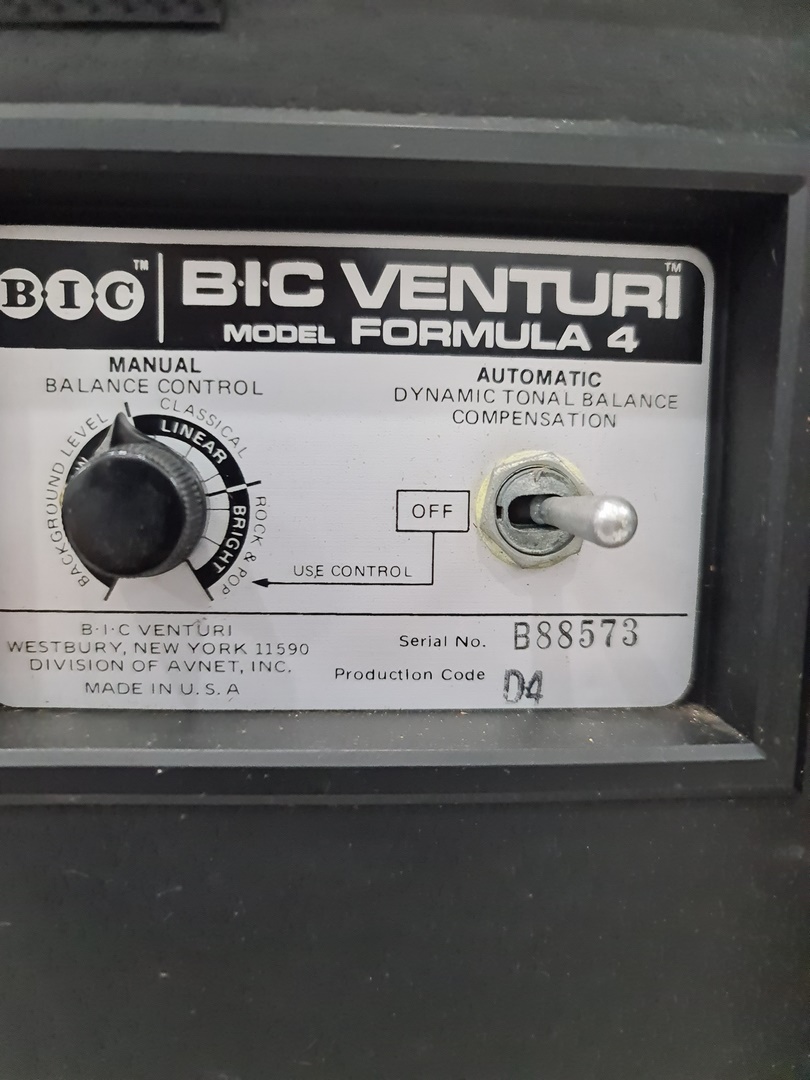 B·I·C™
B·I·C VENTURI™
MODEL FORMULA 4
MANUAL
BALANCE CONTROL
BACKGROUND LEVEL
CLASSICAL
ROCK & POP
LINEAR
BRIGHT
AUTOMATIC
DYNAMIC TONAL BALANCE
COMPENSATION
OFF
USE CONTROL
B·I·C VENTURI
WESTBURY, NEW YORK 11590
DIVISION OF AVNET, INC.
MADE IN U.S.A
Serial No. B88573
Production Code D4